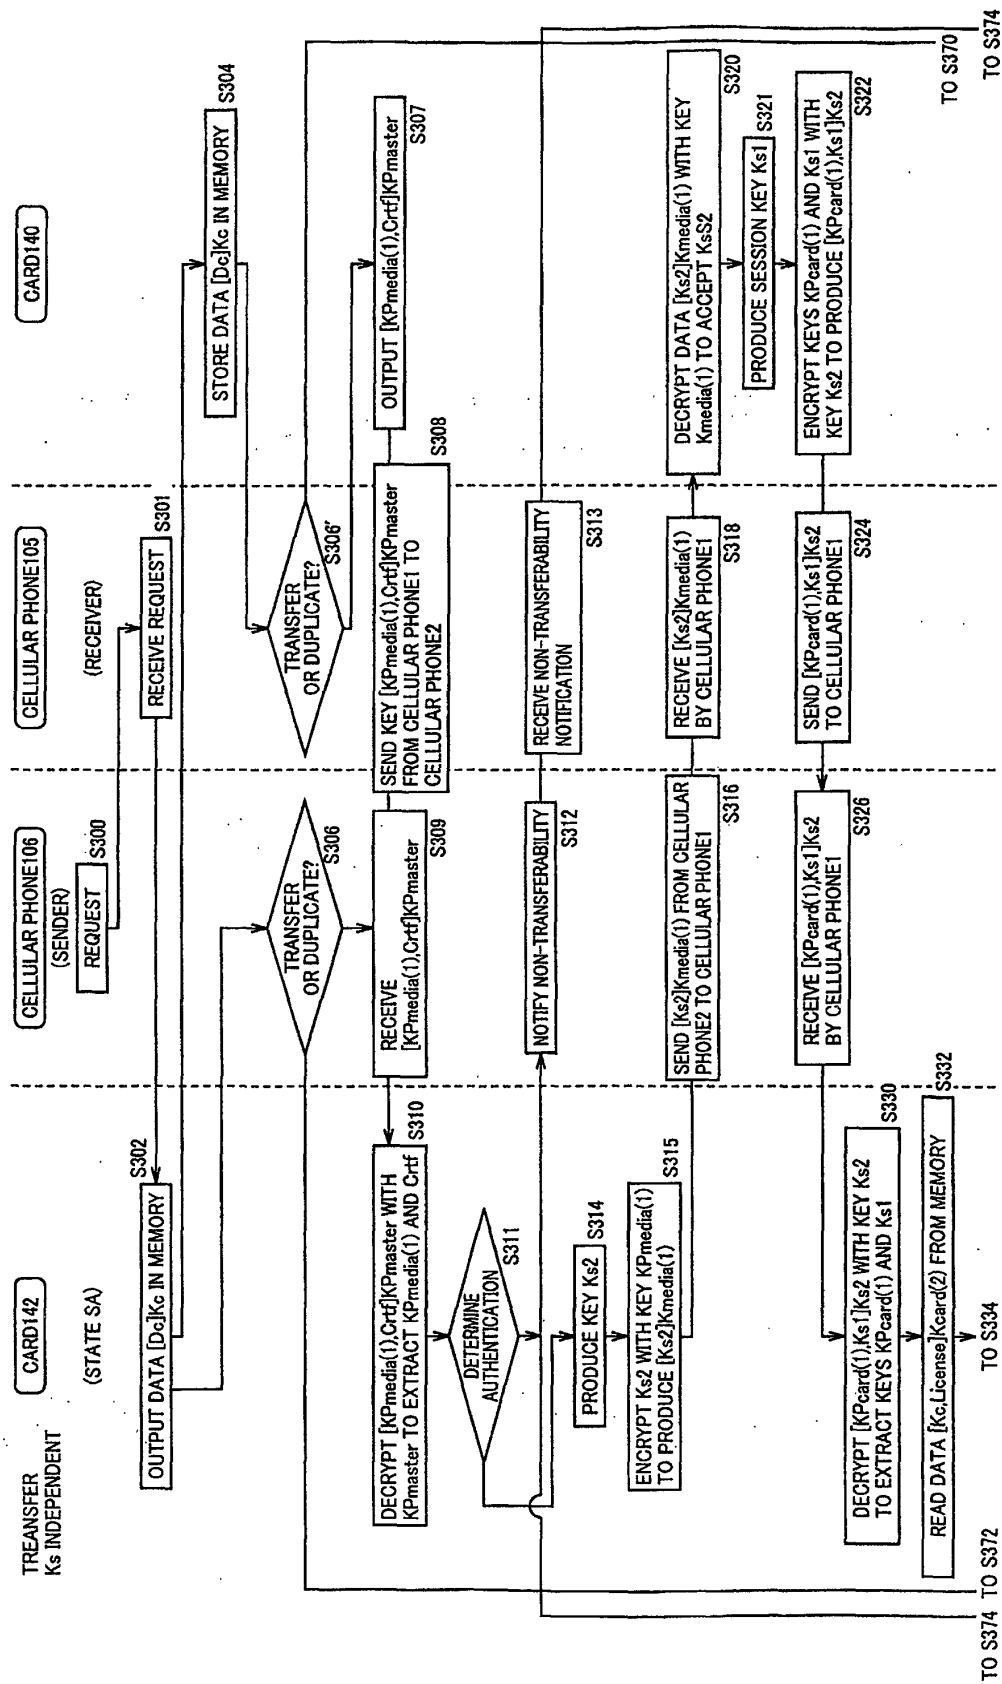 TREANSFER
Ks INDEPENDENT
CARD142
CELLULAR PHONE106
CELLULAR PHONE105
CARD140
(STATE SA)
(SENDER)
(RECEIVER)
REQUEST
S300
RECEIVE REQUEST
S301
OUTPUT DATA [Dc]Kc IN MEMORY
S302
STORE DATA [Dc]Kc IN MEMORY
S304
TRANSFER
OR DUPLICATE?
S306
TRANSFER
OR DUPLICATE?
S306'
OUTPUT [KPmedia(1),Crtf]KPmaster
S307
SEND KEY [KPmedia(1),Crtf]KPmaster
FROM CELLULAR PHONE1 TO
CELLULAR PHONE2
S308
RECEIVE
[KPmedia(1),Crtf]KPmaster
S309
DECRYPT [KPmedia(1),Crtf]KPmaster WITH
KPmaster TO EXTRACT KPmedia(1) AND Crtf
S310
DETERMINE
AUTHENTICATION
S311
NOTIFY NON-TRANSFERABILITY
S312
RECEIVE NON-TRANSFERABILITY
NOTIFICATION
S313
PRODUCE KEY Ks2
S314
ENCRYPT Ks2 WITH KEY KPmedia(1)
TO PRODUCE [Ks2]Kmedia(1)
S315
SEND [Ks2]Kmedia(1) FROM CELLULAR
PHONE2 TO CELLULAR PHONE1
S316
RECEIVE [Ks2]Kmedia(1)
BY CELLULAR PHONE1
S318
DECRYPT DATA [Ks2]Kmedia(1) WITH KEY
Kmedia(1) TO ACCEPT KsS2
S320
PRODUCE SESSION KEY Ks1
S321
ENCRYPT KEYS KPcard(1) AND Ks1 WITH
KEY Ks2 TO PRODUCE [KPcard(1),Ks1]Ks2
S322
SEND [KPcard(1),Ks1]Ks2
TO CELLULAR PHONE1
S324
RECEIVE [KPcard(1),Ks1]Ks2
BY CELLULAR PHONE1
S326
DECRYPT [KPcard(1),Ks1]Ks2 WITH KEY Ks2
TO EXTRACT KEYS KPcard(1) AND Ks1
S330
READ DATA [Kc,License]Kcard(2) FROM MEMORY
S332
TO S374
TO S372
TO S334
TO S370
TO S374